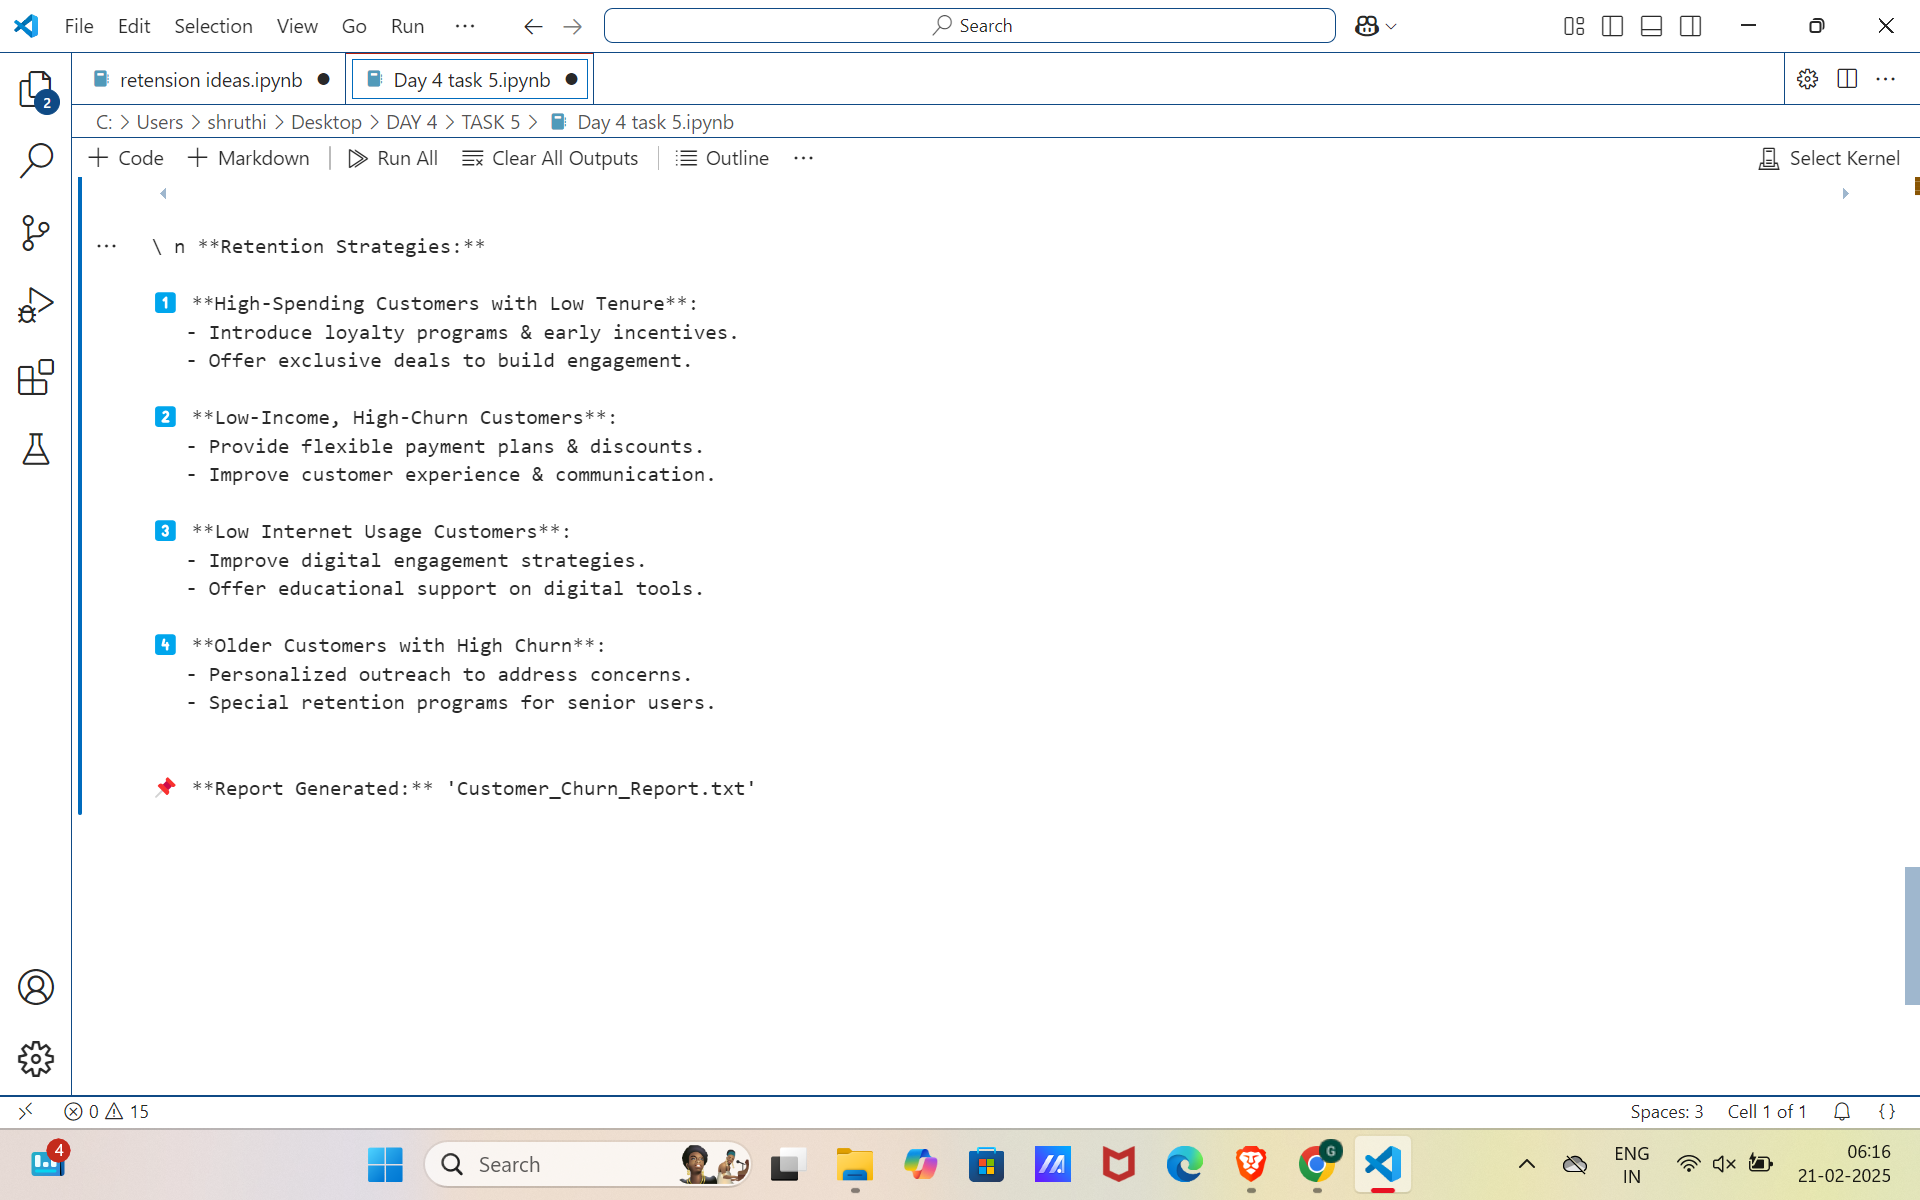 File Edit Selection View Go Run ··· Search
retension ideas.ipynb Day 4 task 5.ipynb
2
C: > Users > shruthi > Desktop > DAY 4 > TASK 5 > Day 4 task 5.ipynb
+ Code + Markdown Run All Clear All Outputs Outline ··· Select Kernel
··· \ n **Retention Strategies:**
1 **High-Spending Customers with Low Tenure**:
- Introduce loyalty programs & early incentives.
- Offer exclusive deals to build engagement.
2 **Low-Income, High-Churn Customers**:
- Provide flexible payment plans & discounts.
- Improve customer experience & communication.
3 **Low Internet Usage Customers**:
- Improve digital engagement strategies.
- Offer educational support on digital tools.
4 **Older Customers with High Churn**:
- Personalized outreach to address concerns.
- Special retention programs for senior users.
📌 **Report Generated:** 'Customer_Churn_Report.txt'
0 15 Spaces: 3 Cell 1 of 1 {}
4 Search G ENG 06:16
IN 21-02-2025